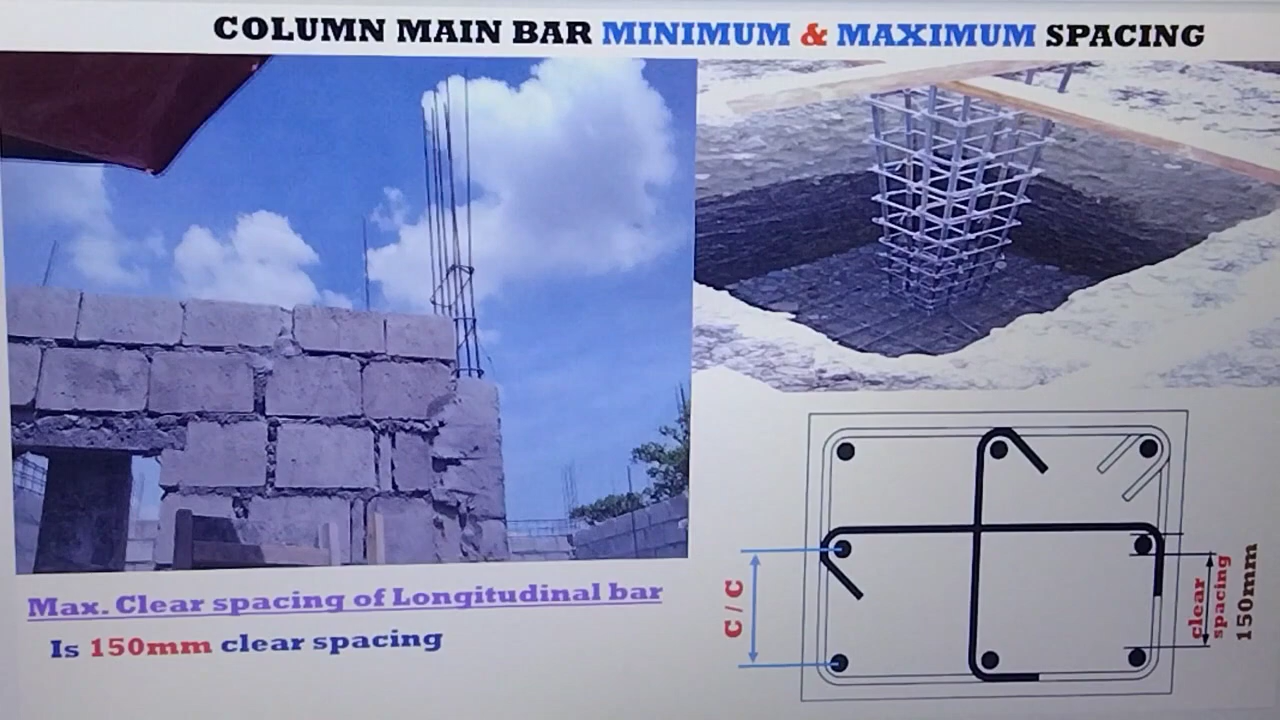 COLUMN MAIN BAR MINIMUM & MAXIMUM SPACING
Max. Clear spacing of Longitudinal bar
Is 150mm clear spacing
C / C
clear
spacing
150mm